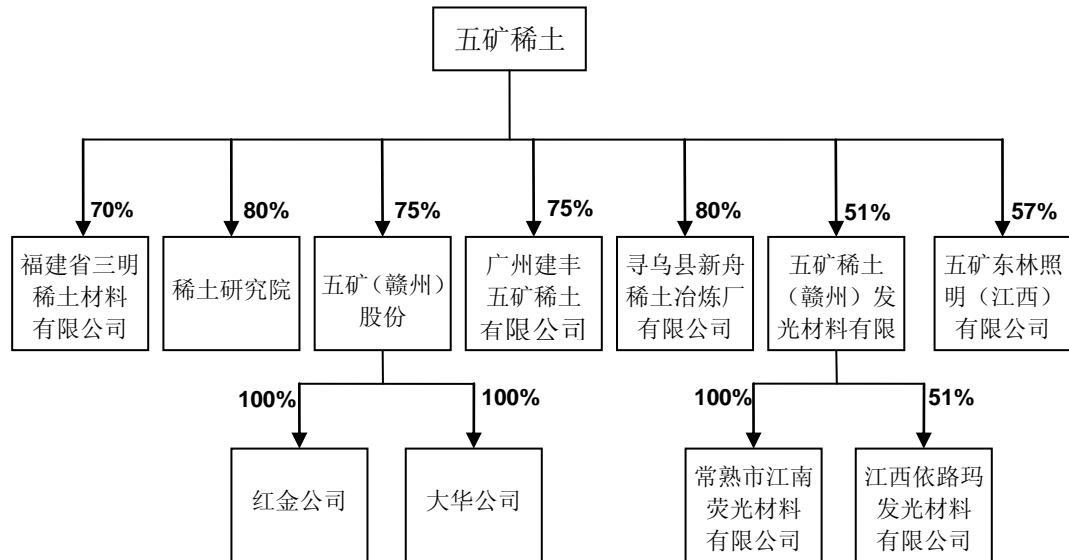 五矿稀土
70%
80%
75%
75%
80%
51%
57%
福建省三明
稀土材料
有限公司
稀土研究院
五矿（赣州）
股份
广州建丰
五矿稀土
有限公司
寻乌县新舟
稀土冶炼厂
有限公司
五矿稀土
（赣州）发
光材料有限
五矿东林照
明（江西）
有限公司
100%
100%
100%
51%
红金公司
大华公司
常熟市江南
荧光材料
有限公司
江西依路玛
发光材料
有限公司